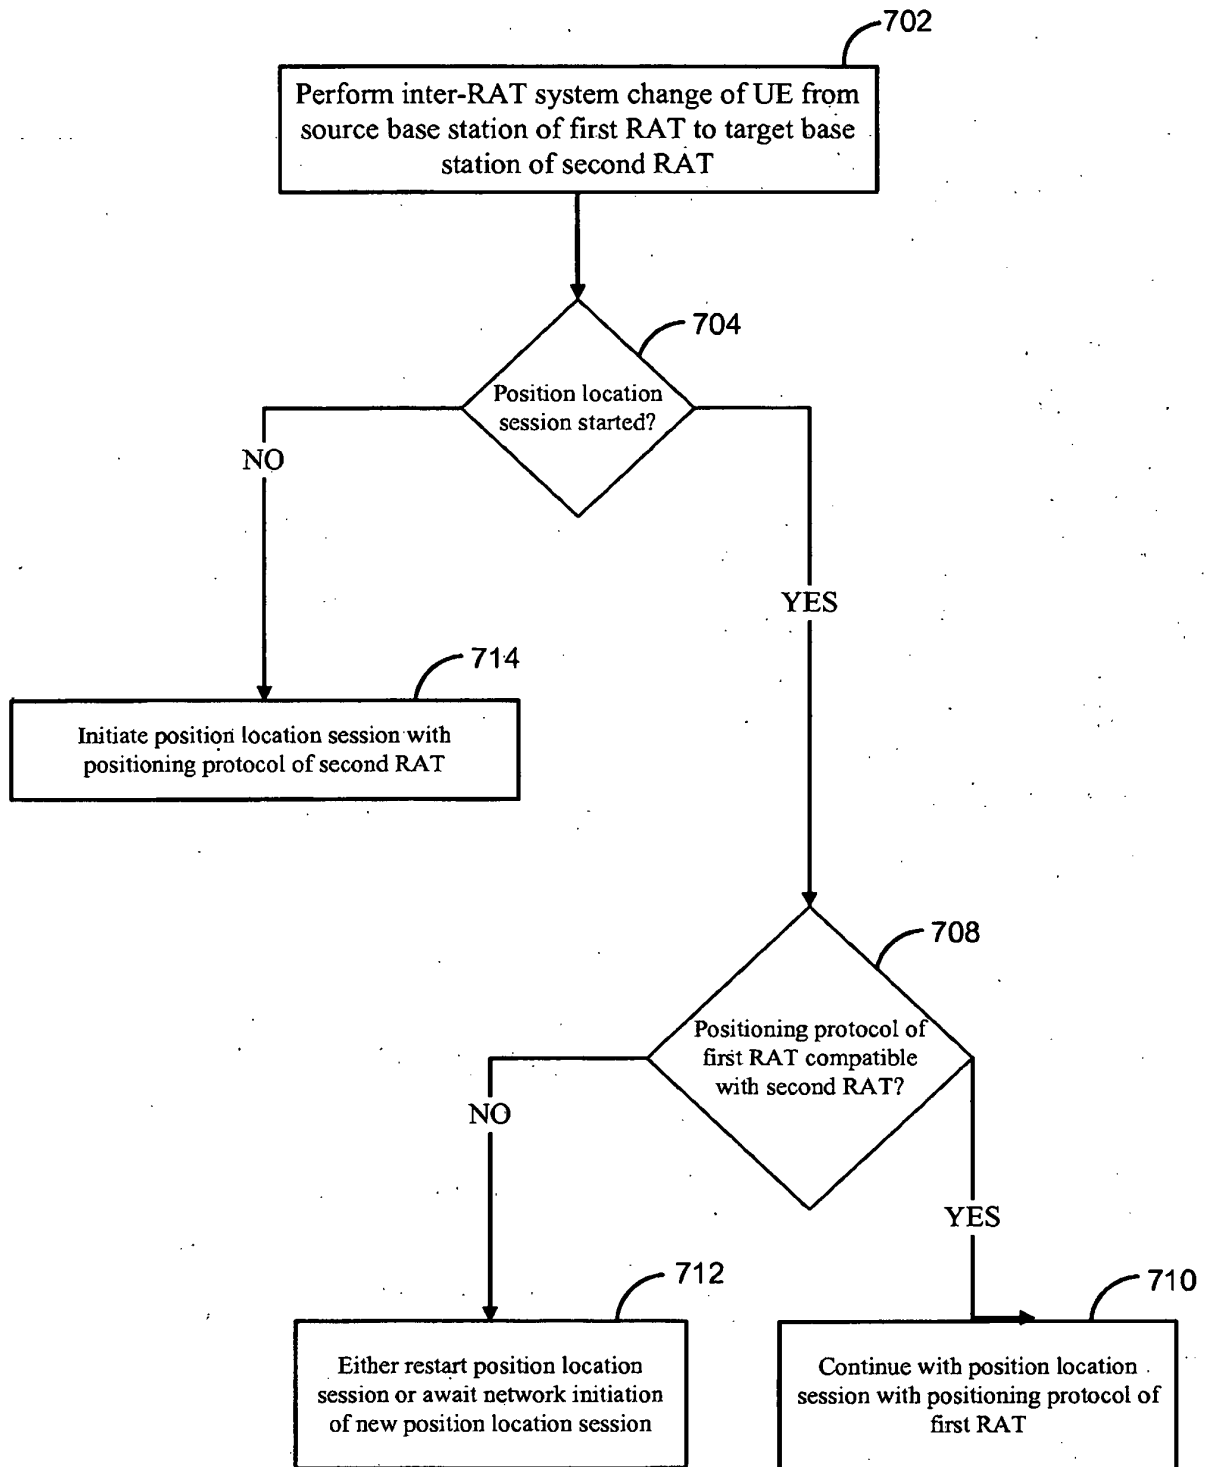 702
Perform inter-RAT system change of UE from
source base station of first RAT to target base
station of second RAT
704
Position location
session started?
NO
YES
714
Initiate position location session with
positioning protocol of second RAT
708
Positioning protocol of
first RAT compatible
with second RAT?
NO
YES
712
710
Either restart position location
session or await network initiation
of new position location session
Continue with position location
session with positioning protocol of
first RAT